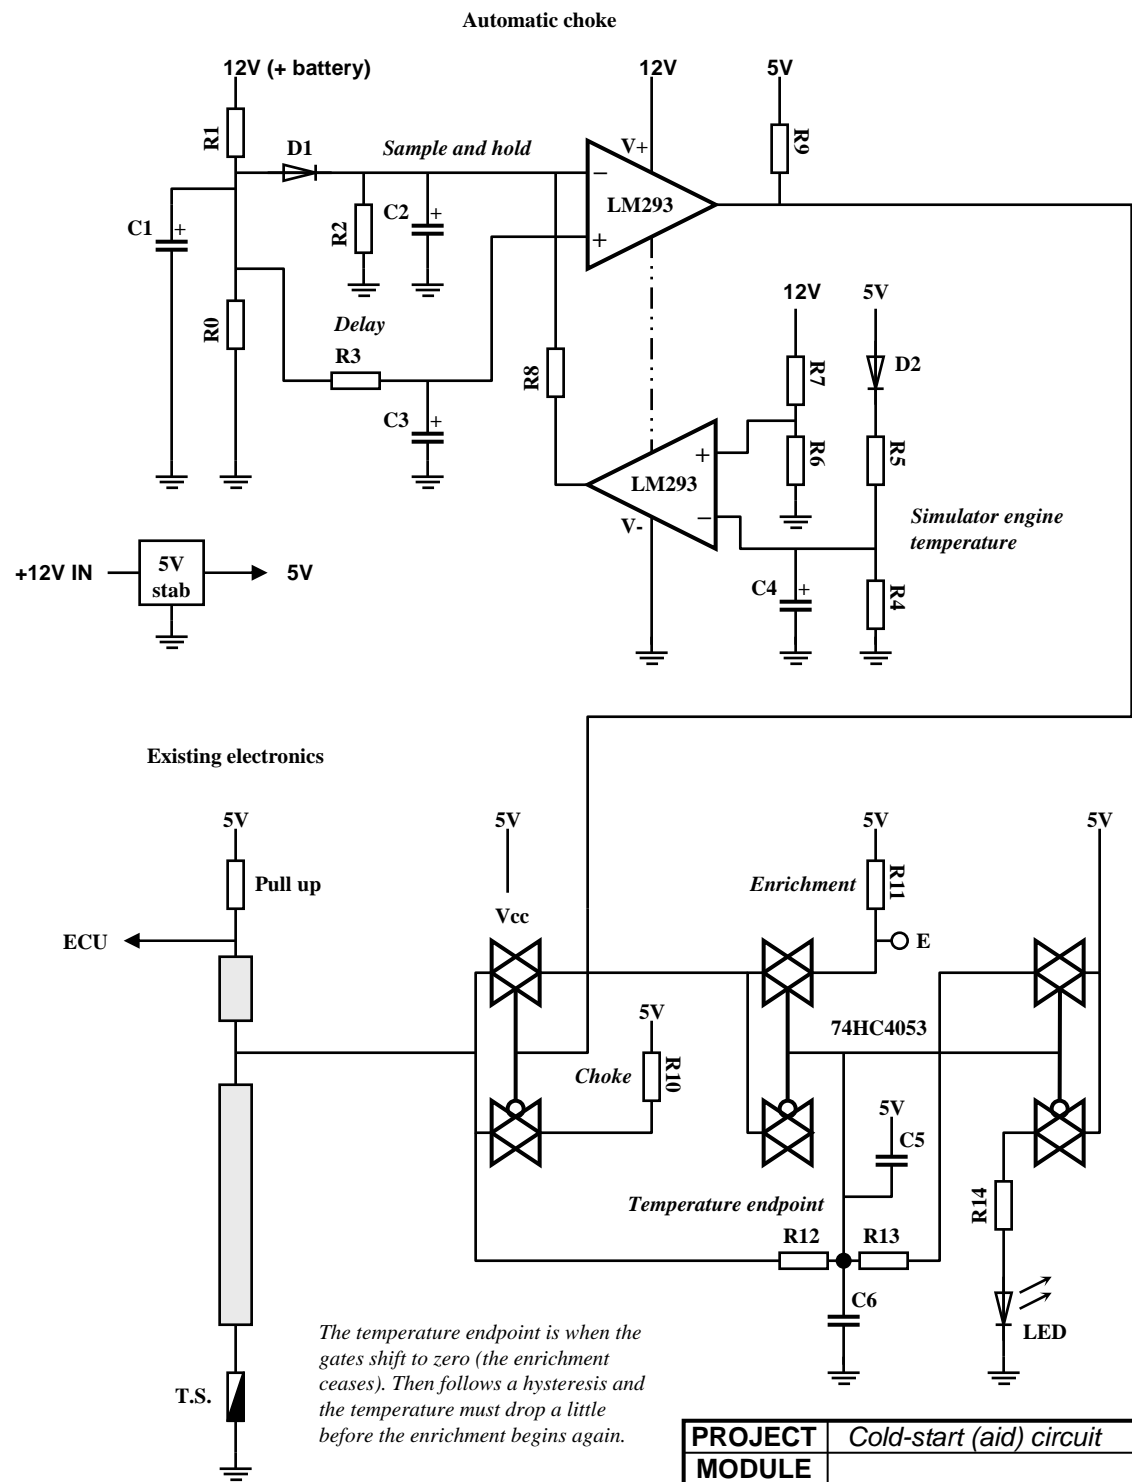 Automatic choke
12V (+ battery)
12V
5V
R1
D1
Sample and hold
V+
R9
−
LM293
C1
+
R2
C2
+
+
12V
5V
R0
Delay
R3
R8
R7
D2
C3
+
+
R6
R5
LM293
V-
−
Simulator engine
temperature
+12V IN
5V
stab
5V
C4
+
R4
Existing electronics
5V
5V
5V
5V
Pull up
Enrichment
R11
Vcc
ECU
E
5V
74HC4053
Choke
R10
5V
C5
Temperature endpoint
R14
R12
R13
C6
LED
The temperature endpoint is when the
gates shift to zero (the enrichment
ceases). Then follows a hysteresis and
the temperature must drop a little
before the enrichment begins again.
T.S.
PROJECT Cold-start (aid) circuit
MODULE